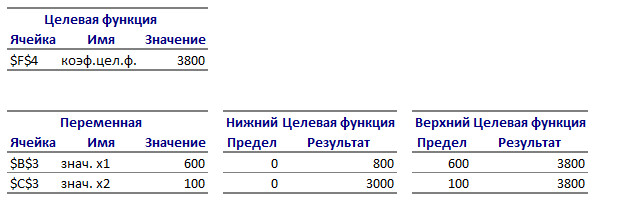 Целевая функция
Ячейка Имя Значение
$F$4 коэф.цел.ф. 3800
Переменная Нижний Целевая функция Верхний Целевая функция
Ячейка Имя Значение Предел Результат Предел Результат
$B$3 знач. x1 600 0 800 600 3800
$C$3 знач. x2 100 0 3000 100 3800